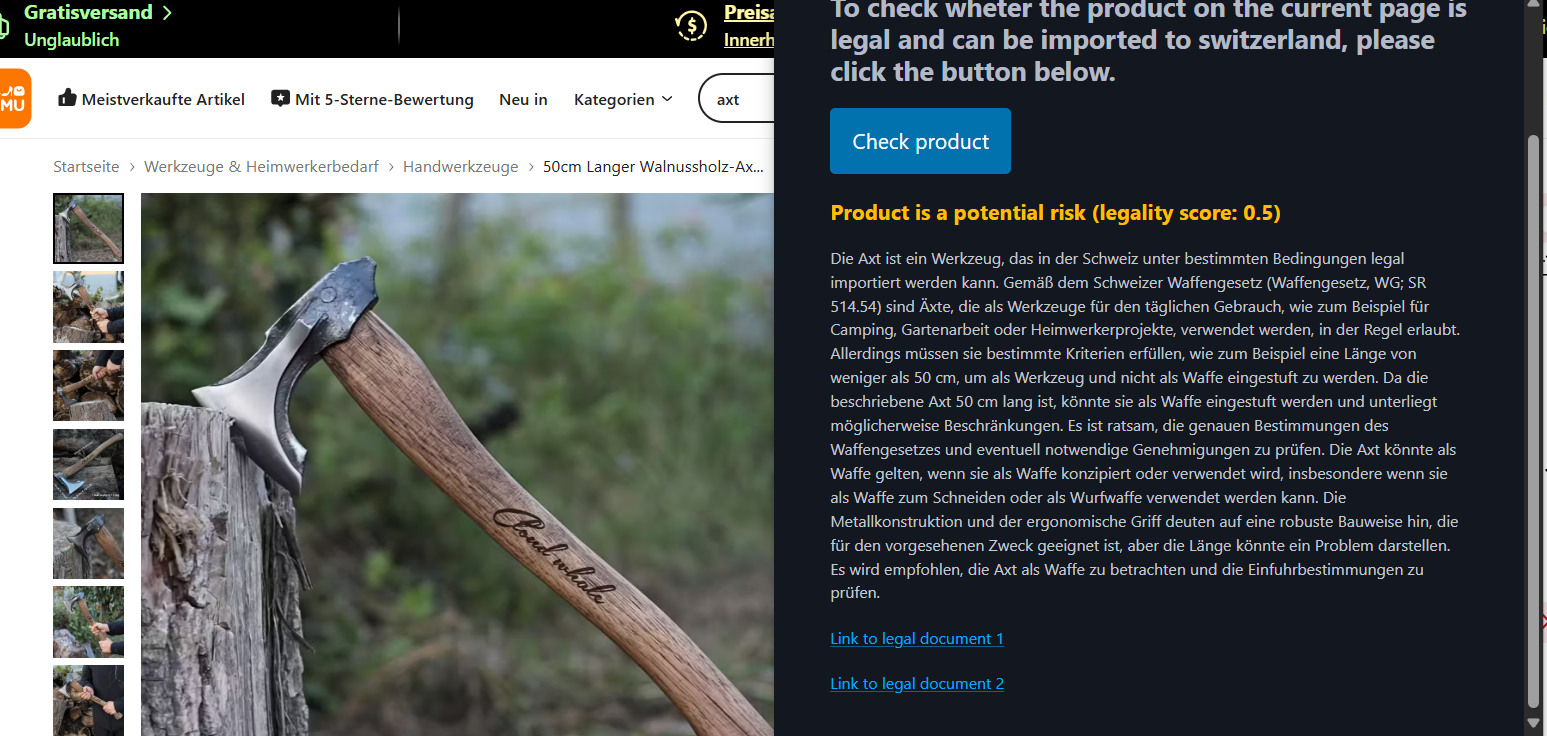 Gratisversand
Unglaublich
Innerh
MU
Meistverkaufte Artikel
Mit 5-Sterne-Bewertung
Neu in
Kategorien
axt
Startseite > Werkzeuge & Heimwerkerbedarf > Handwerkzeuge > 50cm Langer Walnussholz-Ax...
Cloud whale
To check wheter the product on the current page is
legal and can be imported to switzerland, please
click the button below.
Check product
Product is a potential risk (legality score: 0.5)
Die Axt ist ein Werkzeug, das in der Schweiz unter bestimmten Bedingungen legal
importiert werden kann. Gemäß dem Schweizer Waffengesetz (Waffengesetz, WG; SR
514.54) sind Äxte, die als Werkzeuge für den täglichen Gebrauch, wie zum Beispiel für
Camping, Gartenarbeit oder Heimwerkerprojekte, verwendet werden, in der Regel erlaubt.
Allerdings müssen sie bestimmte Kriterien erfüllen, wie zum Beispiel eine Länge von
weniger als 50 cm, um als Werkzeug und nicht als Waffe eingestuft zu werden. Da die
beschriebene Axt 50 cm lang ist, könnte sie als Waffe eingestuft werden und unterliegt
möglicherweise Beschränkungen. Es ist ratsam, die genauen Bestimmungen des
Waffengesetzes und eventuell notwendige Genehmigungen zu prüfen. Die Axt könnte als
Waffe gelten, wenn sie als Waffe konzipiert oder verwendet wird, insbesondere wenn sie
als Waffe zum Schneiden oder als Wurfwaffe verwendet werden kann. Die
Metallkonstruktion und der ergonomische Griff deuten auf eine robuste Bauweise hin, die
für den vorgesehenen Zweck geeignet ist, aber die Länge könnte ein Problem darstellen.
Es wird empfohlen, die Axt als Waffe zu betrachten und die Einfuhrbestimmungen zu
prüfen.
Link to legal document 1
Link to legal document 2